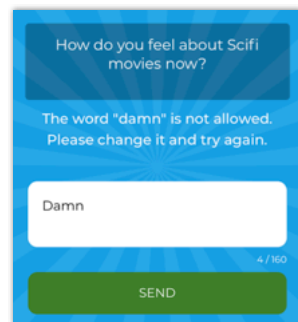 How do you feel about Scifi
movies now?
The word "damn" is not allowed.
Please change it and try again.
Damn
4 / 160
SEND